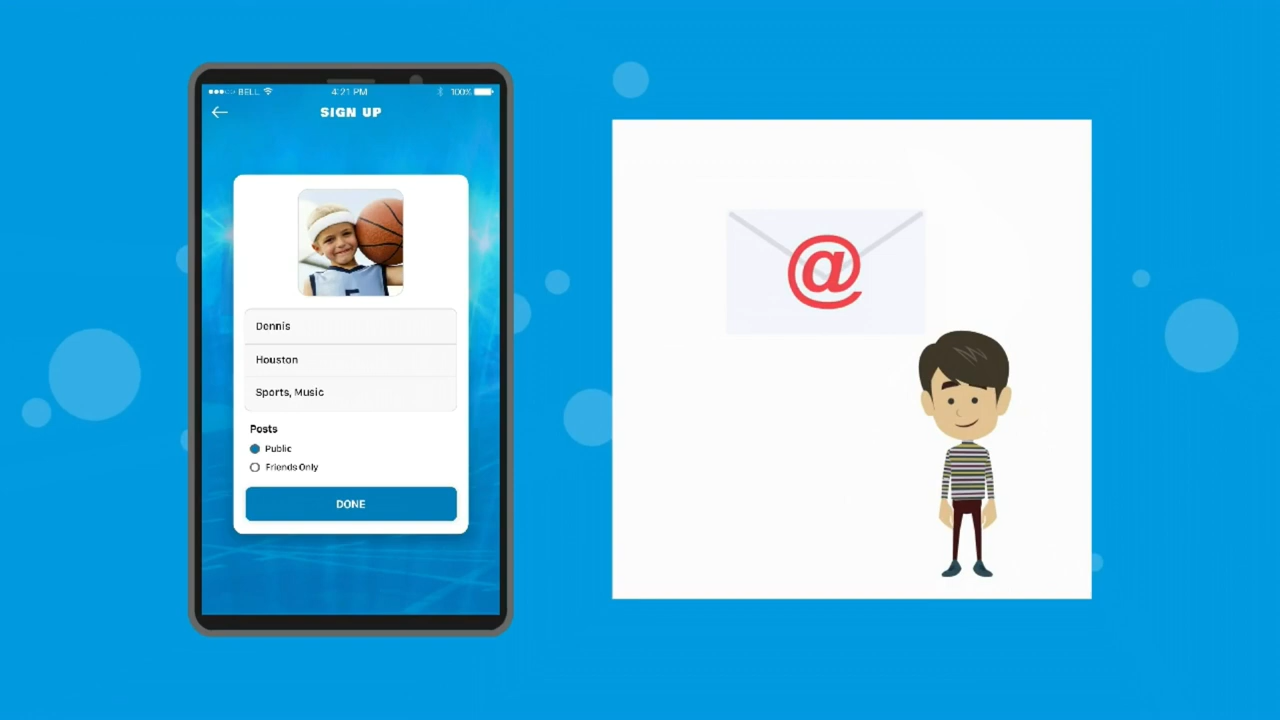 BELL 4:21 PM 100%
SIGN UP
Dennis
Houston
Sports, Music
Posts
Public
Friends Only
DONE
@